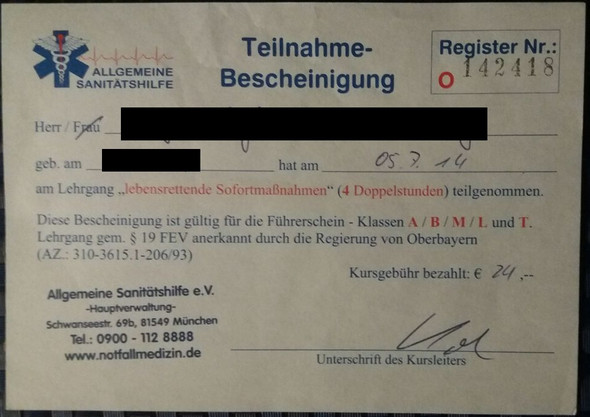 ALLGEMEINE
SANITÄTSHILFE
Teilnahme-
Bescheinigung
Register Nr.:
O 142418
Herr / Frau
geb. am hat am 05.3.14
am Lehrgang „lebensrettende Sofortmaßnahmen“ (4 Doppelstunden) teilgenommen.
Diese Bescheinigung ist gültig für die Führerschein - Klassen A / B / M / L und T.
Lehrgang gem. § 19 FEV anerkannt durch die Regierung von Oberbayern
(AZ.: 310-3615.1-206/93)
Kursgebühr bezahlt: € 24,--
Allgemeine Sanitätshilfe e.V.
-Hauptverwaltung-
Schwanseestr. 69b, 81549 München
Tel.: 0900 - 112 8888
www.notfallmedizin.de
Unterschrift des Kursleiters